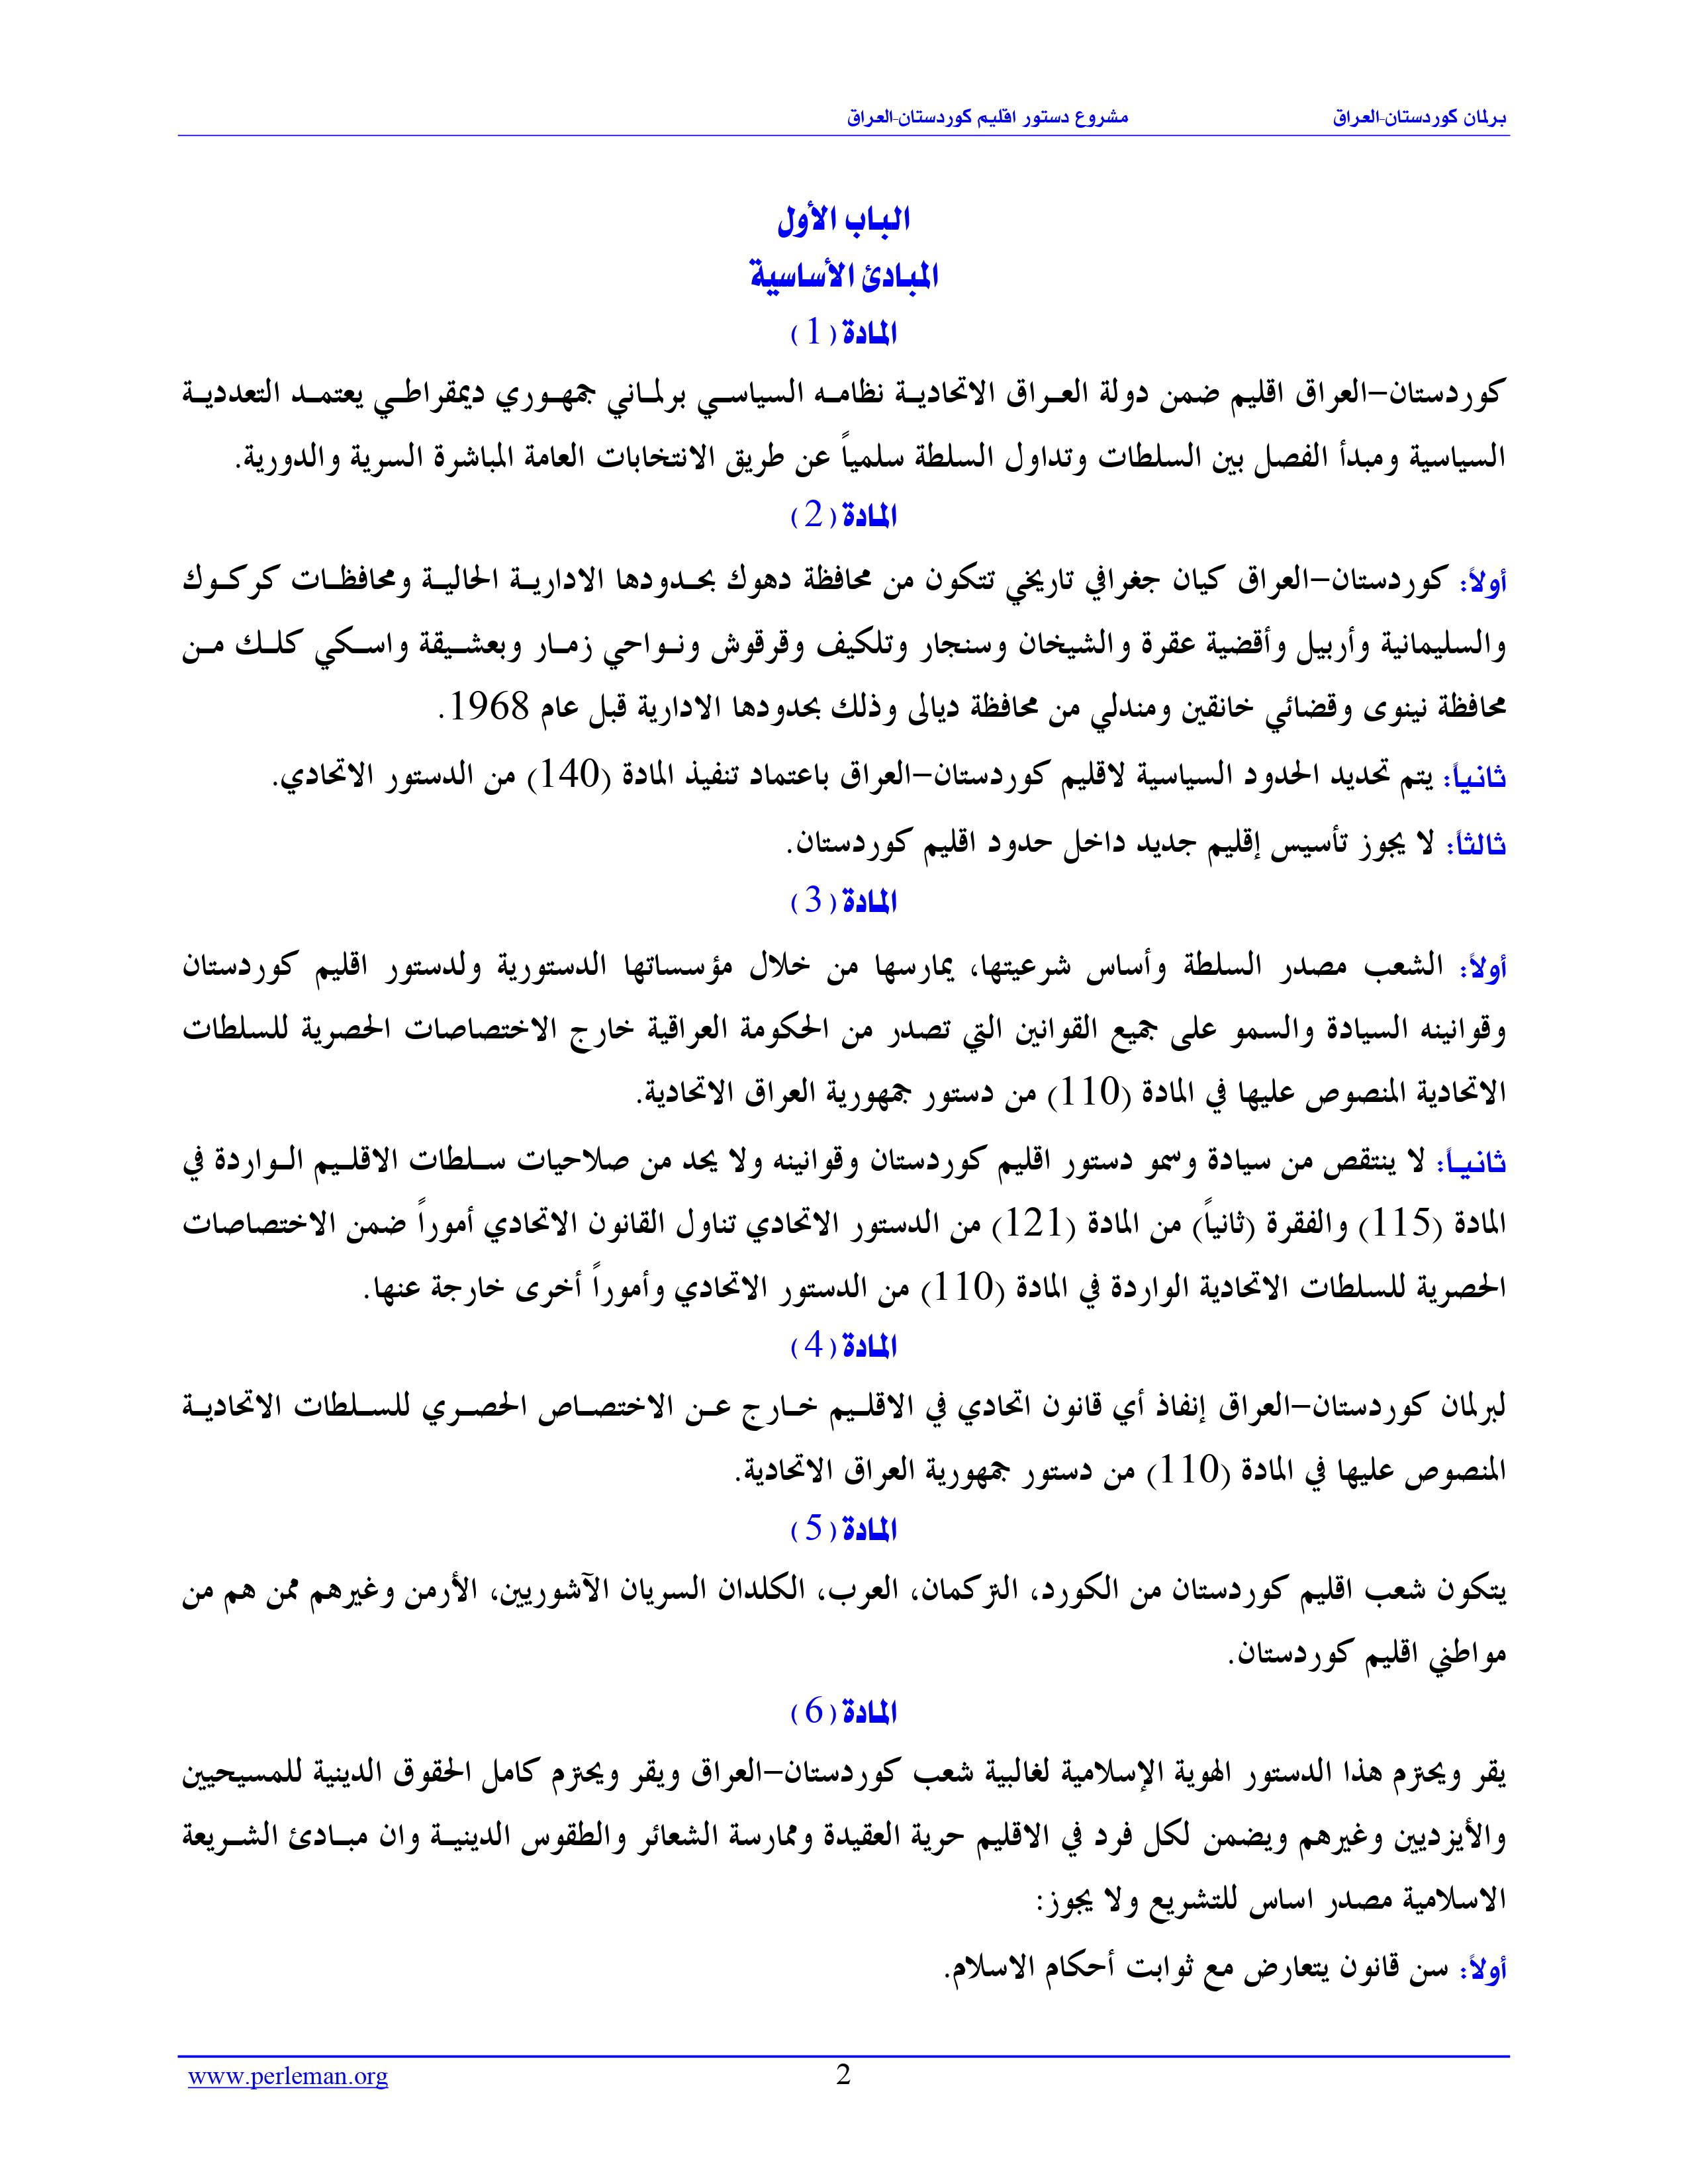 برلمان كوردستان-العراق مشروع دستور اقليم كوردستان-العراق
الباب الأول
المبادئ الأساسية
المادة (1)
كوردستان-العراق اقليم ضمن دولة العراق الاتحادية نظامه السياسي برلماني جمهوري ديمقراطي يعتمد التعددية
السياسية ومبدأ الفصل بين السلطات وتداول السلطة سلمياً عن طريق الانتخابات العامة المباشرة السرية والدورية.
المادة (2)
أولاً: كوردستان-العراق كيان جغرافي تاريخي تتكون من محافظة دهوك بحدودها الادارية الحالية ومحافظات كركوك
والسليمانية وأربيل وأقضية عقرة والشيخان وسنجار وتلكيف وقرقوش ونواحي زمار وبعشيقة واسكي كلك من
محافظة نينوى وقضائي خانقين ومندلي من محافظة ديالى وذلك بحدودها الادارية قبل عام 1968.
ثانياً: يتم تحديد الحدود السياسية لاقليم كوردستان-العراق باعتماد تنفيذ المادة (140) من الدستور الاتحادي.
ثالثاً: لا يجوز تأسيس إقليم جديد داخل حدود اقليم كوردستان.
المادة (3)
أولاً: الشعب مصدر السلطة وأساس شرعيتها، يمارسها من خلال مؤسساتها الدستورية ولدستور اقليم كوردستان
وقوانينه السيادة والسمو على جميع القوانين التي تصدر من الحكومة العراقية خارج الاختصاصات الحصرية للسلطات
الاتحادية المنصوص عليها في المادة (110) من دستور جمهورية العراق الاتحادية.
ثانياً: لا ينتقص من سيادة وسمو دستور اقليم كوردستان وقوانينه ولا يحد من صلاحيات سلطات الاقليم الواردة في
المادة (115) والفقرة (ثانياً) من المادة (121) من الدستور الاتحادي تناول القانون الاتحادي أموراً ضمن الاختصاصات
الحصرية للسلطات الاتحادية الواردة في المادة (110) من الدستور الاتحادي وأموراً أخرى خارجة عنها.
المادة (4)
لبرلمان كوردستان-العراق إنفاذ أي قانون اتحادي في الاقليم خارج عن الاختصاص الحصري للسلطات الاتحادية
المنصوص عليها في المادة (110) من دستور جمهورية العراق الاتحادية.
المادة (5)
يتكون شعب اقليم كوردستان من الكورد، التركمان، العرب، الكلدان السريان الآشوريين، الأرمن وغيرهم ممن هم من
مواطني اقليم كوردستان.
المادة (6)
يقر ويحترم هذا الدستور الهوية الإسلامية لغالبية شعب كوردستان-العراق ويقر ويحترم كامل الحقوق الدينية للمسيحيين
والأيزديين وغيرهم ويضمن لكل فرد في الاقليم حرية العقيدة وممارسة الشعائر والطقوس الدينية وان مبادئ الشريعة
الاسلامية مصدر اساس للتشريع ولا يجوز:
أولاً: سن قانون يتعارض مع ثوابت أحكام الاسلام.
www.perleman.org 2